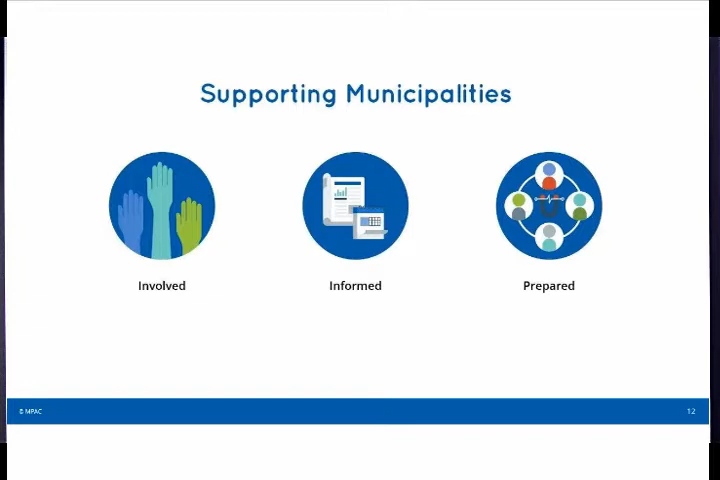 Supporting Municipalities
Involved
Informed
Prepared
© MPAC
12